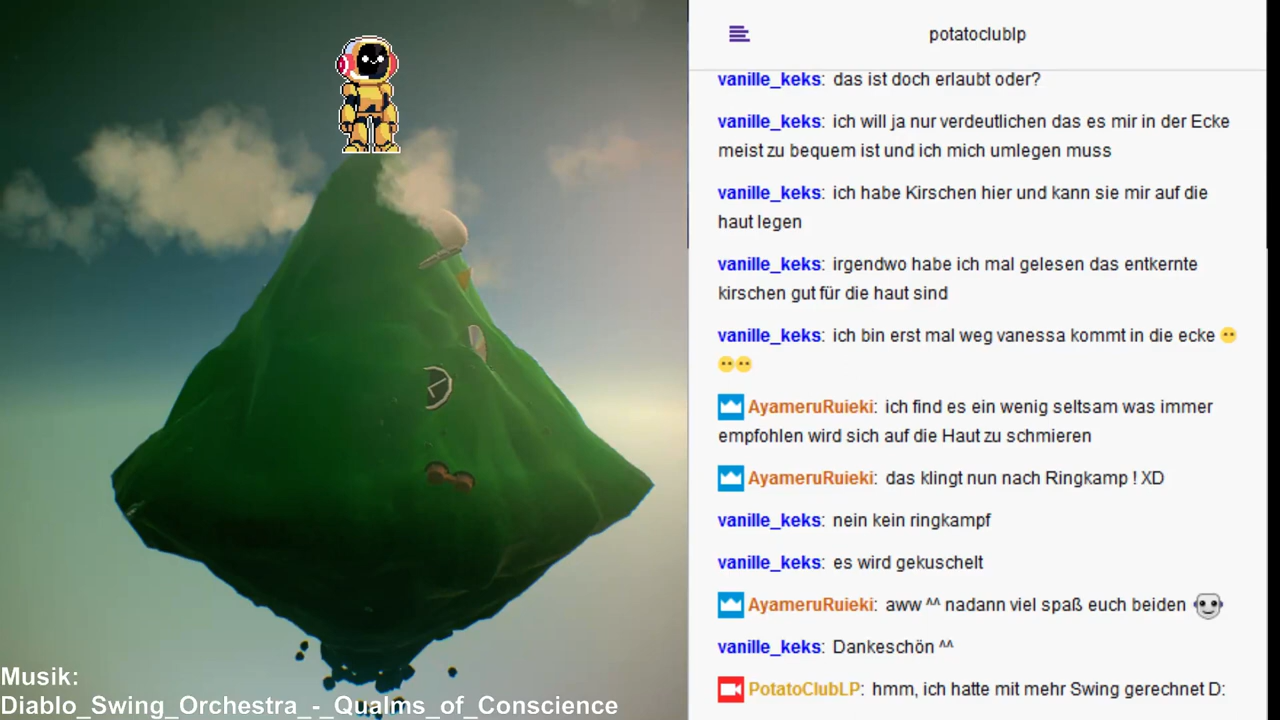 potatoclublp
vanille_keks: das ist doch erlaubt oder?
vanille_keks: ich will ja nur verdeutlichen das es mir in der Ecke
meist zu bequem ist und ich mich umlegen muss
vanille_keks: ich habe Kirschen hier und kann sie mir auf die
haut legen
vanille_keks: irgendwo habe ich mal gelesen das entkernte
kirschen gut für die haut sind
vanille_keks: ich bin erst mal weg vanessa kommt in die ecke
AyameruRuieki: ich find es ein wenig seltsam was immer
empfohlen wird sich auf die Haut zu schmieren
AyameruRuieki: das klingt nun nach Ringkamp ! XD
vanille_keks: nein kein ringkampf
vanille_keks: es wird gekuschelt
AyameruRuieki: aww ^^ nadann viel spaß euch beiden
vanille_keks: Dankeschön ^^
PotatoClubLP: hmm, ich hatte mit mehr Swing gerechnet D:
Musik:
Diablo_Swing_Orchestra_-_Qualms_of_Conscience